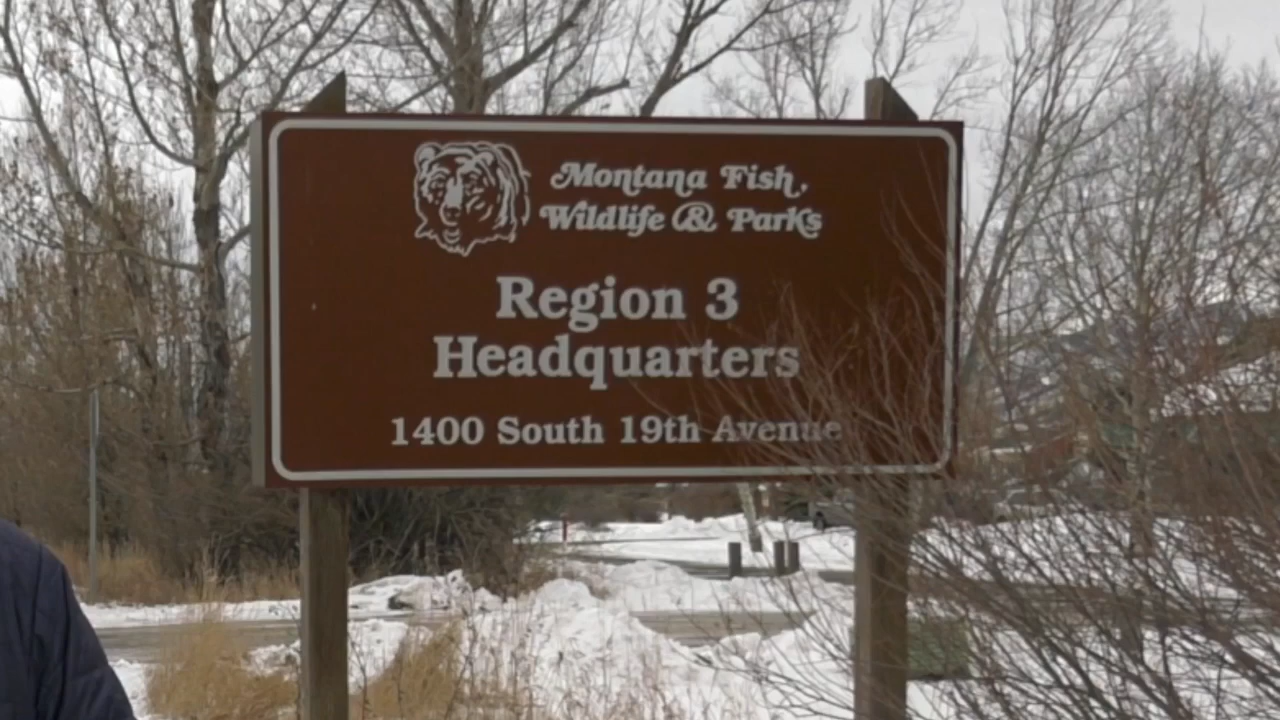 Montana Fish,
Wildlife & Parks
Region 3
Headquarters
1400 South 19th Avenue